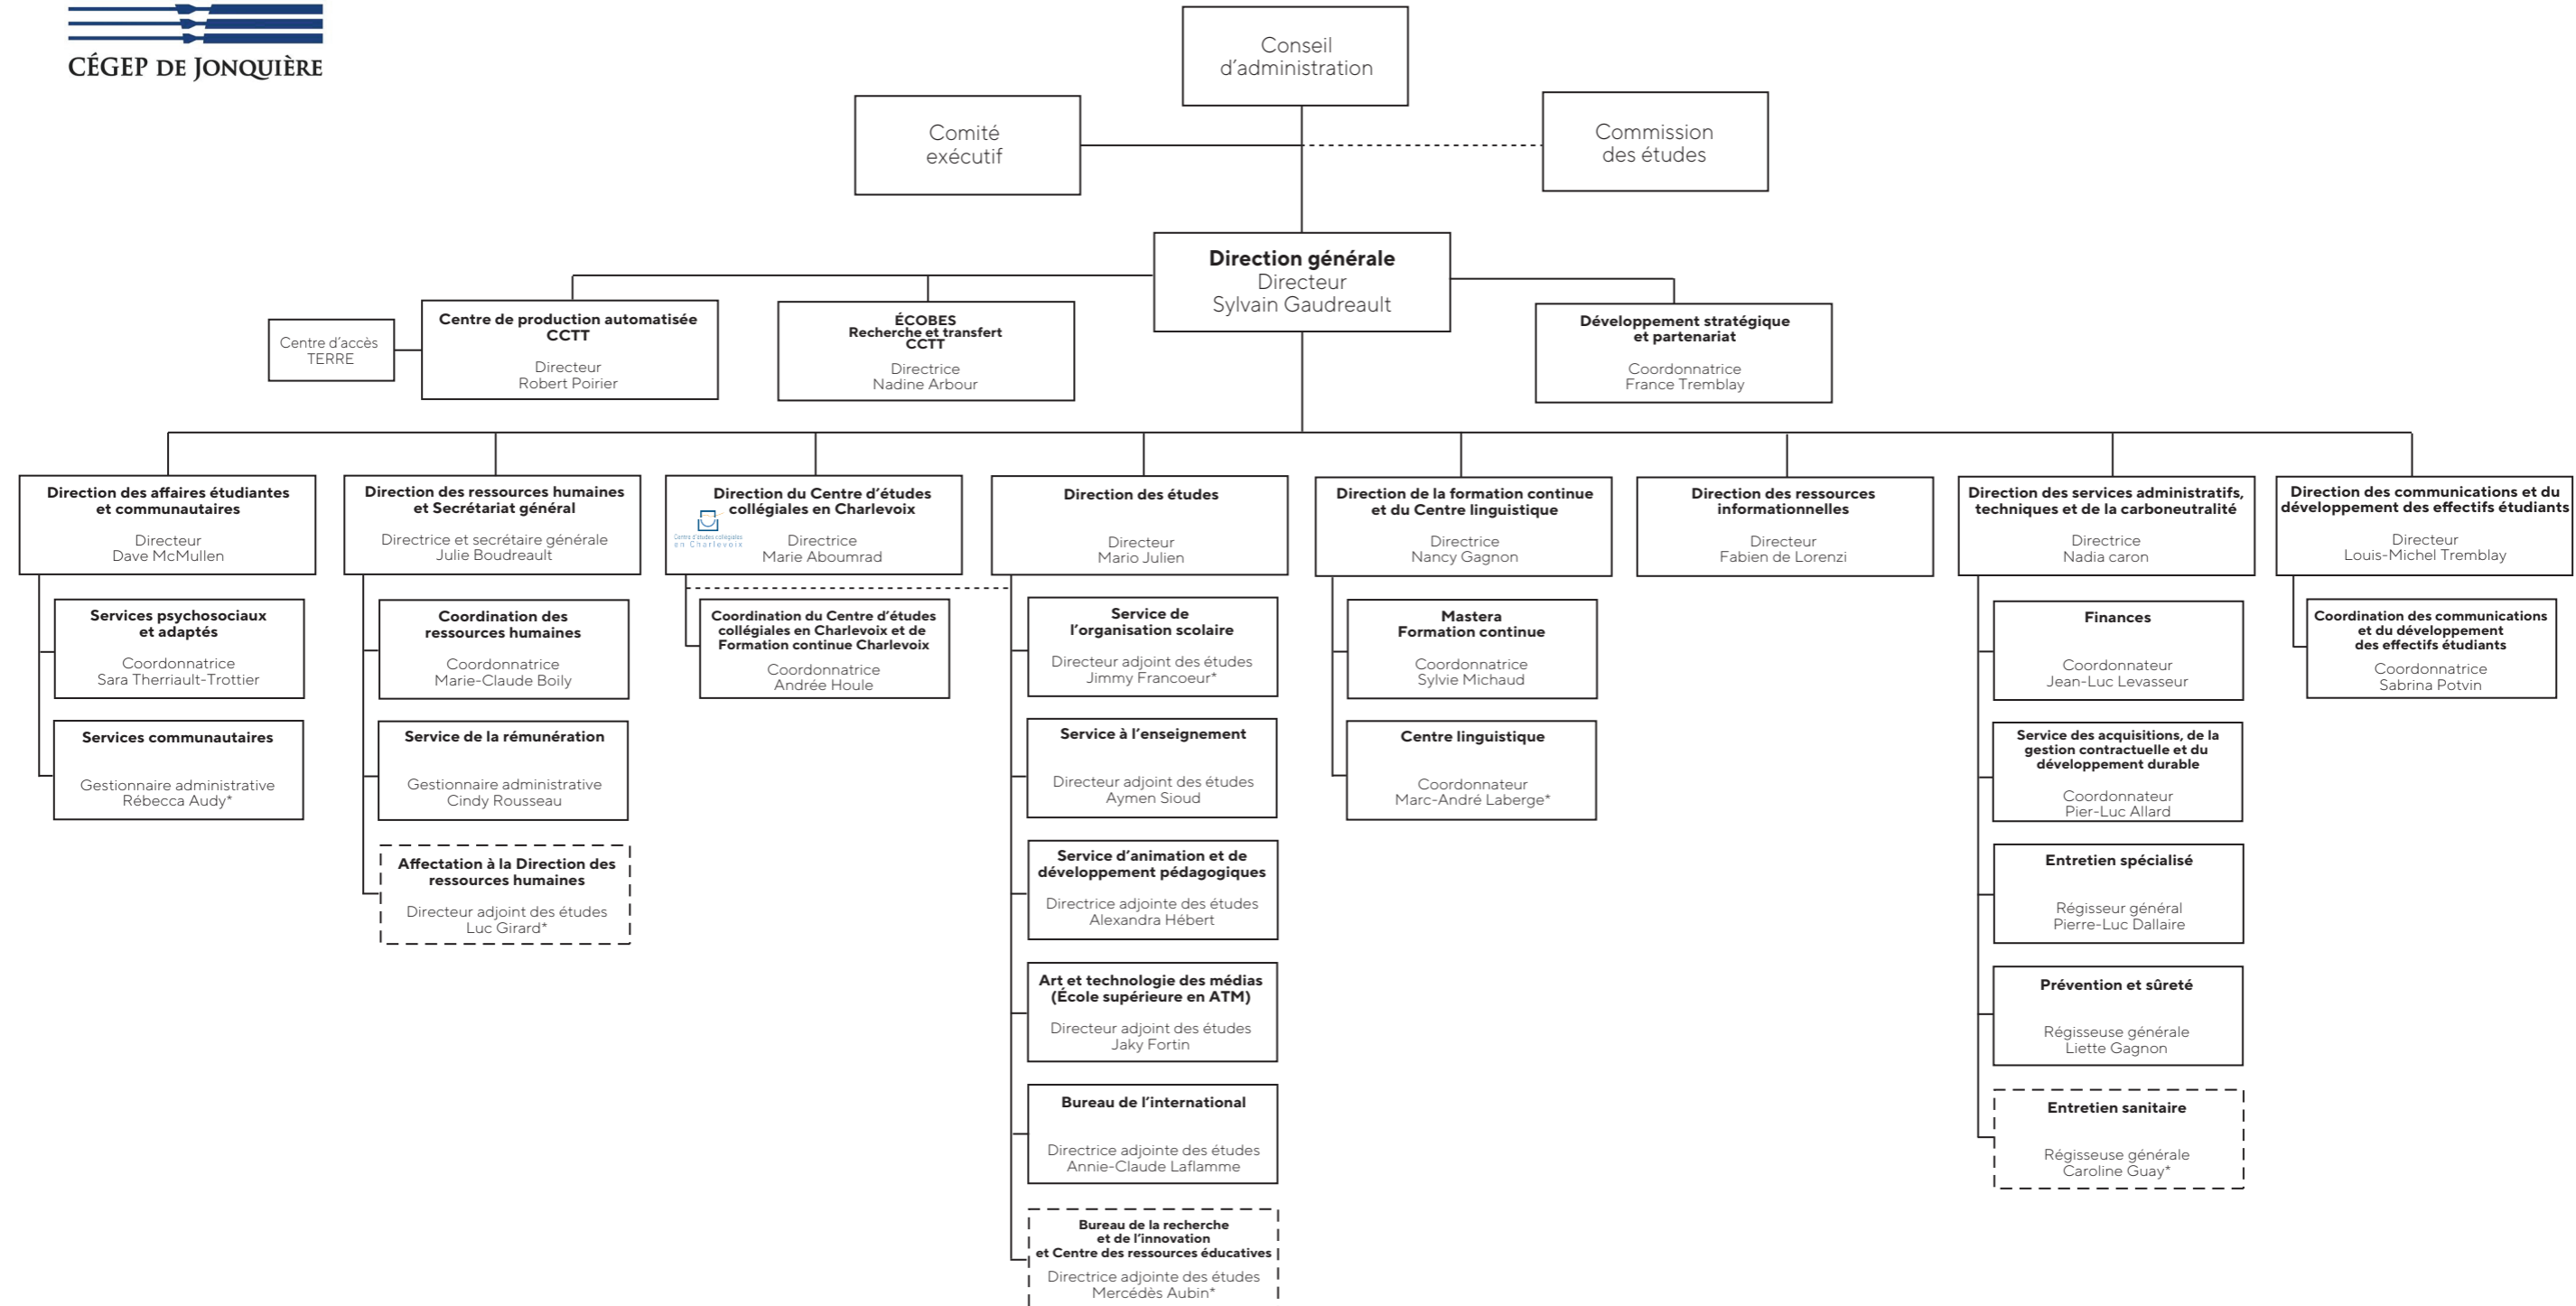 CÉGEP DE JONQUIÈRE
Conseil
d'administration
Comité
exécutif
Commission
des études
Direction générale
Directeur
Sylvain Gaudreault
Centre d'accès
TERRE
Centre de production automatisée
CCTT
Directeur
Robert Poirier
ÉCOBES
Recherche et transfert
CCTT
Directrice
Nadine Arbour
Développement stratégique
et partenariat
Coordonnatrice
France Tremblay
Direction des affaires étudiantes
et communautaires
Directeur
Dave McMullen
Services psychosociaux
et adaptés
Coordonnatrice
Sara Therriault-Trottier
Services communautaires
Gestionnaire administrative
Rébecca Audy*
Direction des ressources humaines
et Secrétariat général
Directrice et secrétaire générale
Julie Boudreault
Coordination des
ressources humaines
Coordonnatrice
Marie-Claude Boily
Service de la rémunération
Gestionnaire administrative
Cindy Rousseau
Affectation à la Direction des
ressources humaines
Directeur adjoint des études
Luc Girard*
Direction du Centre d'études
collégiales en Charlevoix
Centre d'études collégiales
en Charlevoix
Directrice
Marie Aboumrad
Coordination du Centre d'études
collégiales en Charlevoix et de
Formation continue Charlevoix
Coordonnatrice
Andrée Houle
Direction des études
Directeur
Mario Julien
Service de
l'organisation scolaire
Directeur adjoint des études
Jimmy Francoeur*
Service à l'enseignement
Directeur adjoint des études
Aymen Sioud
Service d'animation et de
développement pédagogiques
Directrice adjointe des études
Alexandra Hébert
Art et technologie des médias
(École supérieure en ATM)
Directeur adjoint des études
Jaky Fortin
Bureau de l'international
Directrice adjointe des études
Annie-Claude Laflamme
Bureau de la recherche
et de l'innovation
et Centre des ressources éducatives
Directrice adjointe des études
Mercédès Aubin*
Direction de la formation continue
et du Centre linguistique
Directrice
Nancy Gagnon
Mastera
Formation continue
Coordonnatrice
Sylvie Michaud
Centre linguistique
Coordonnateur
Marc-André Laberge*
Direction des ressources
informationnelles
Directeur
Fabien de Lorenzi
Direction des services administratifs,
techniques et de la carboneutralité
Directrice
Nadia caron
Finances
Coordonnateur
Jean-Luc Levasseur
Service des acquisitions, de la
gestion contractuelle et du
développement durable
Coordonnateur
Pier-Luc Allard
Entretien spécialisé
Régisseur général
Pierre-Luc Dallaire
Prévention et sûreté
Régisseuse générale
Liette Gagnon
Entretien sanitaire
Régisseuse générale
Caroline Guay*
Direction des communications et du
développement des effectifs étudiants
Directeur
Louis-Michel Tremblay
Coordination des communications
et du développement
des effectifs étudiants
Coordonnatrice
Sabrina Potvin